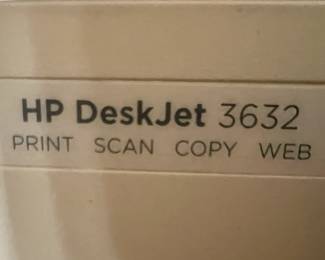 HP DeskJet 3632
PRINT SCAN COPY WEB